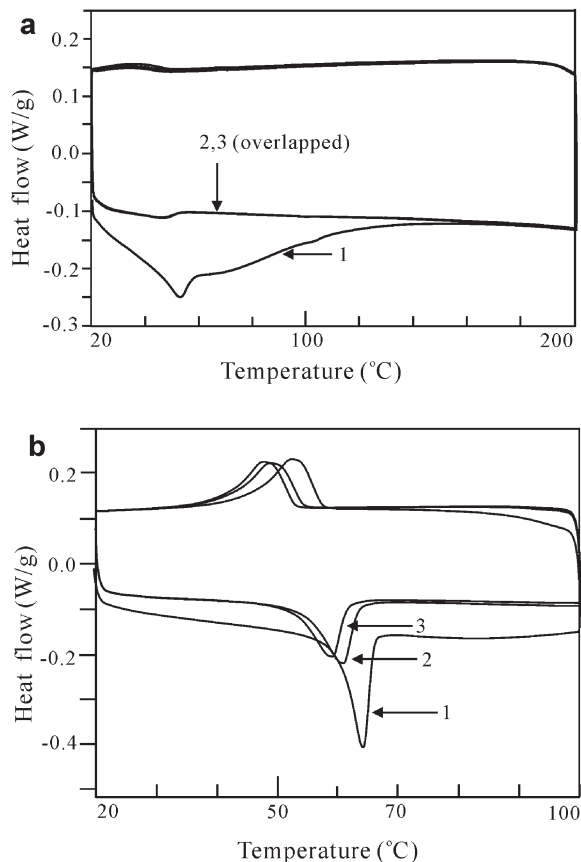 a
0.2
0.1
0.0
-0.1
-0.2
-0.3
Heat flow (W/g)
2,3 (overlapped)
1
20 100 200
Temperature (°C)
b
0.2
0.0
-0.2
-0.4
Heat flow (W/g)
3
2
1
20 50 70 100
Temperature (°C)